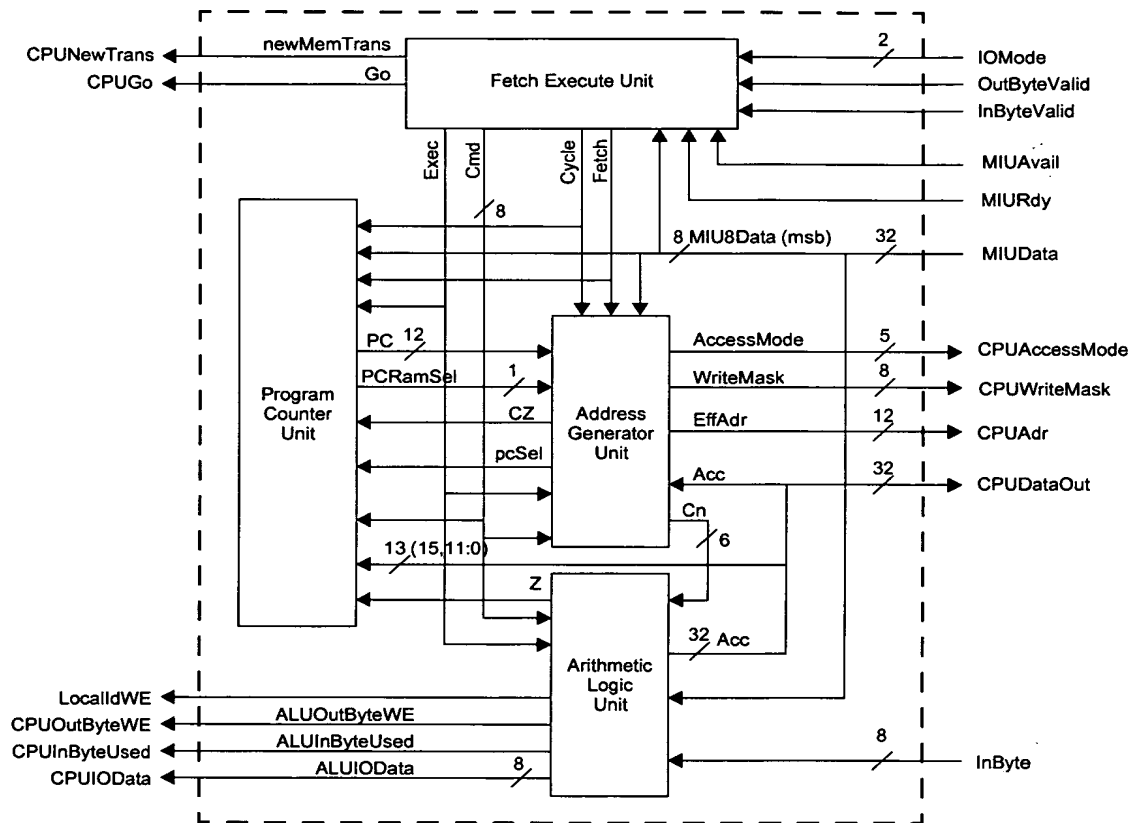 newMemTrans
CPUNewTrans
Go
CPUGo
Fetch Execute Unit
2
IOMode
OutByteValid
InByteValid
Exec
Cmd
Cycle
Fetch
MIUAvail
MIURdy
8
8 MIU8Data (msb)
32
MIUData
PC 12
PCRamSel 1
CZ
pcSel
Program
Counter
Unit
Address
Generator
Unit
AccessMode
5
CPUAccessMode
WriteMask
8
CPUWriteMask
EffAdr
12
CPUAdr
Acc
32
CPUDataOut
Cn
6
13 (15,11:0)
Z
32 Acc
Arithmetic
Logic
Unit
LocalIdWE
ALUOutByteWE
CPUOutByteWE
ALUInByteUsed
CPUInByteUsed
ALUIOData
8
CPUIOData
8
InByte